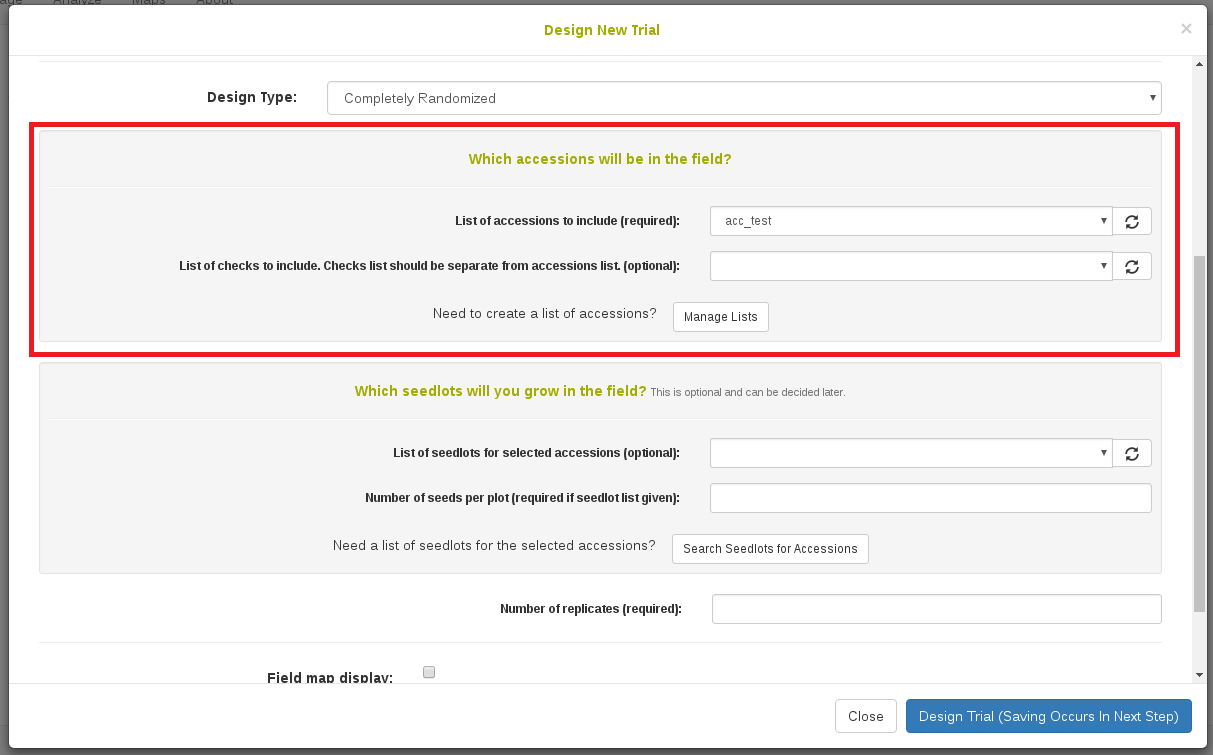 age Analyze Maps About
Design New Trial ×
Design Type: Completely Randomized
Which accessions will be in the field?
List of accessions to include (required): acc_test
List of checks to include. Checks list should be separate from accessions list. (optional):
Need to create a list of accessions? Manage Lists
Which seedlots will you grow in the field? This is optional and can be decided later.
List of seedlots for selected accessions (optional):
Number of seeds per plot (required if seedlot list given):
Need a list of seedlots for the selected accessions? Search Seedlots for Accessions
Number of replicates (required):
Field map display:
Close Design Trial (Saving Occurs In Next Step)